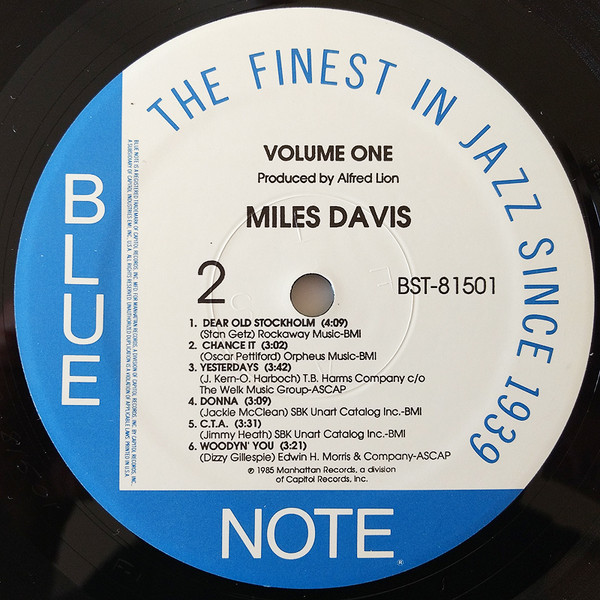 THE FINEST IN JAZZ SINCE 1939
VOLUME ONE
Produced by Alfred Lion
MILES DAVIS
2
BST-81501
1. DEAR OLD STOCKHOLM (4:09)
(Stan Getz) Rockaway Music-BMI
2. CHANCE IT (3:02)
(Oscar Pettiford) Orpheus Music-BMI
3. YESTERDAYS (3:42)
(J. Kern-O. Harboch) T.B. Harms Company c/o
The Welk Music Group-ASCAP
4. DONNA (3:09)
(Jackie McClean) SBK Unart Catalog Inc.-BMI
5. C.T.A. (3:31)
(Jimmy Heath) SBK Unart Catalog Inc.-BMI
6. WOODYN' YOU (3:21)
(Dizzy Gillespie) Edwin H. Morris & Company-ASCAP
℗ 1985 Manhattan Records, a division
of Capitol Records, Inc.
BLUE
NOTE®